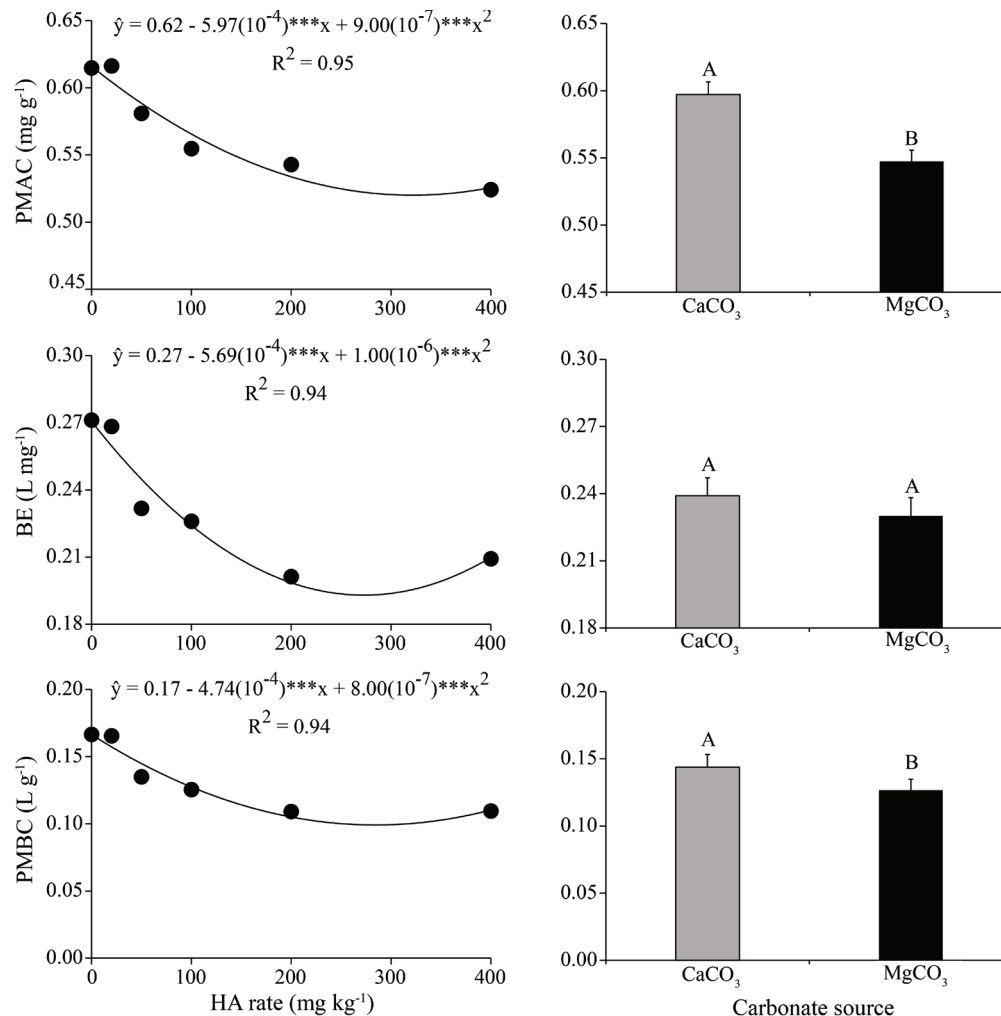 ŷ = 0.62 - 5.97(10⁻⁴)***x + 9.00(10⁻⁷)***x²
R² = 0.95
PMAC (mg g⁻¹)
0.65
0.60
0.55
0.50
0.45
0 100 200 300 400
0.65
0.60
0.55
0.50
0.45
A
B
CaCO₃ MgCO₃
ŷ = 0.27 - 5.69(10⁻⁴)***x + 1.00(10⁻⁶)***x²
R² = 0.94
BE (L mg⁻¹)
0.30
0.27
0.24
0.21
0.18
0 100 200 300 400
0.30
0.27
0.24
0.21
0.18
A
A
CaCO₃ MgCO₃
ŷ = 0.17 - 4.74(10⁻⁴)***x + 8.00(10⁻⁷)***x²
R² = 0.94
PMBC (L g⁻¹)
0.20
0.15
0.10
0.05
0.00
0 100 200 300 400
HA rate (mg kg⁻¹)
0.20
0.15
0.10
0.05
0.00
A
B
CaCO₃ MgCO₃
Carbonate source